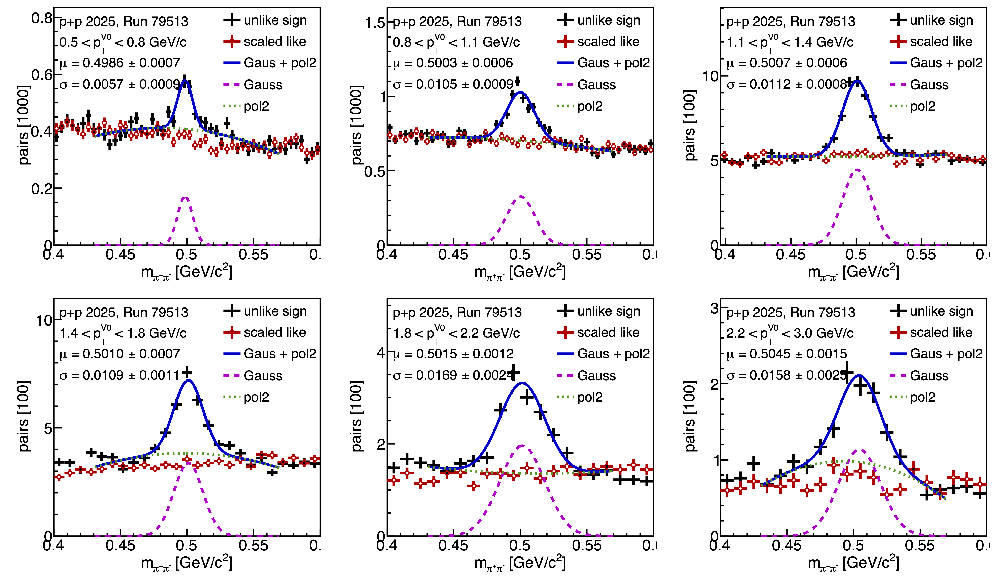 p+p 2025, Run 79513
0.5 < p_T^V0 < 0.8 GeV/c
μ = 0.4986 ± 0.0007
σ = 0.0057 ± 0.0009
unlike sign
scaled like
Gaus + pol2
Gauss
pol2
0.8
0.6
0.4
0.2
0
pairs [1000]
0.4 0.45 0.5 0.55
m_π⁺π⁻ [GeV/c²]
p+p 2025, Run 79513
0.8 < p_T^V0 < 1.1 GeV/c
μ = 0.5003 ± 0.0006
σ = 0.0105 ± 0.0009
unlike sign
scaled like
Gaus + pol2
Gauss
pol2
1.5
1
0.5
0
pairs [1000]
0.4 0.45 0.5 0.55
m_π⁺π⁻ [GeV/c²]
p+p 2025, Run 79513
1.1 < p_T^V0 < 1.4 GeV/c
μ = 0.5007 ± 0.0006
σ = 0.0112 ± 0.0008
unlike sign
scaled like
Gaus + pol2
Gauss
pol2
10
5
0
pairs [100]
0.4 0.45 0.5 0.55
m_π⁺π⁻ [GeV/c²]
p+p 2025, Run 79513
1.4 < p_T^V0 < 1.8 GeV/c
μ = 0.5010 ± 0.0007
σ = 0.0109 ± 0.0011
unlike sign
scaled like
Gaus + pol2
Gauss
pol2
10
5
0
pairs [100]
0.4 0.45 0.5 0.55
m_π⁺π⁻ [GeV/c²]
p+p 2025, Run 79513
1.8 < p_T^V0 < 2.2 GeV/c
μ = 0.5015 ± 0.0012
σ = 0.0169 ± 0.0024
unlike sign
scaled like
Gaus + pol2
Gauss
pol2
4
2
0
pairs [100]
0.4 0.45 0.5 0.55
m_π⁺π⁻ [GeV/c²]
p+p 2025, Run 79513
2.2 < p_T^V0 < 3.0 GeV/c
μ = 0.5045 ± 0.0015
σ = 0.0158 ± 0.0025
unlike sign
scaled like
Gaus + pol2
Gauss
pol2
3
2
1
0
pairs [100]
0.4 0.45 0.5 0.55
m_π⁺π⁻ [GeV/c²]